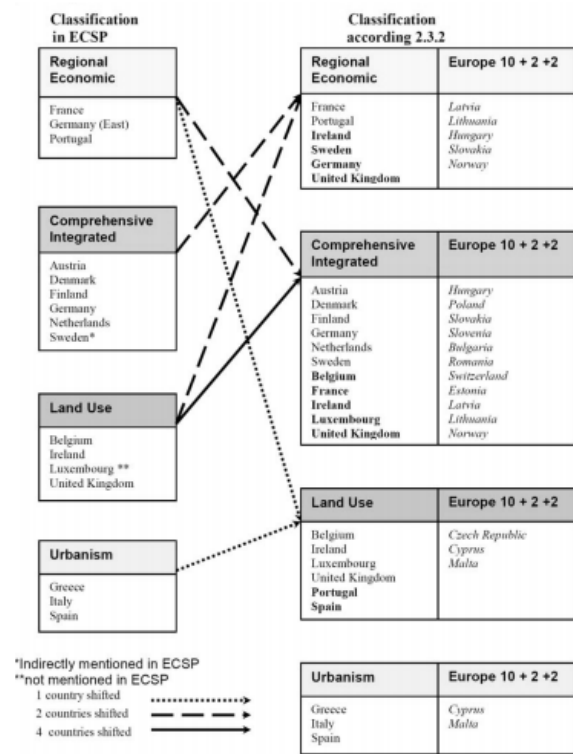 Classification
in ECSP
Regional
Economic
France
Germany (East)
Portugal
Comprehensive
Integrated
Austria
Denmark
Finland
Germany
Netherlands
Sweden*
Land Use
Belgium
Ireland
Luxembourg **
United Kingdom
Urbanism
Greece
Italy
Spain
*Indirectly mentioned in ECSP
**not mentioned in ECSP
1 country shifted
2 countries shifted
4 countries shifted
Classification
according 2.3.2
Regional
Economic
Europe 10 + 2 +2
France
Portugal
Ireland
Sweden
Germany
United Kingdom
Latvia
Lithuania
Hungary
Slovakia
Norway
Comprehensive
Integrated
Europe 10 + 2 +2
Austria
Denmark
Finland
Germany
Netherlands
Sweden
Belgium
France
Ireland
Luxembourg
United Kingdom
Hungary
Poland
Slovakia
Slovenia
Bulgaria
Romania
Switzerland
Estonia
Latvia
Lithuania
Norway
Land Use
Europe 10 + 2 +2
Belgium
Ireland
Luxembourg
United Kingdom
Portugal
Spain
Czech Republic
Cyprus
Malta
Urbanism
Europe 10 + 2 +2
Greece
Italy
Spain
Cyprus
Malta